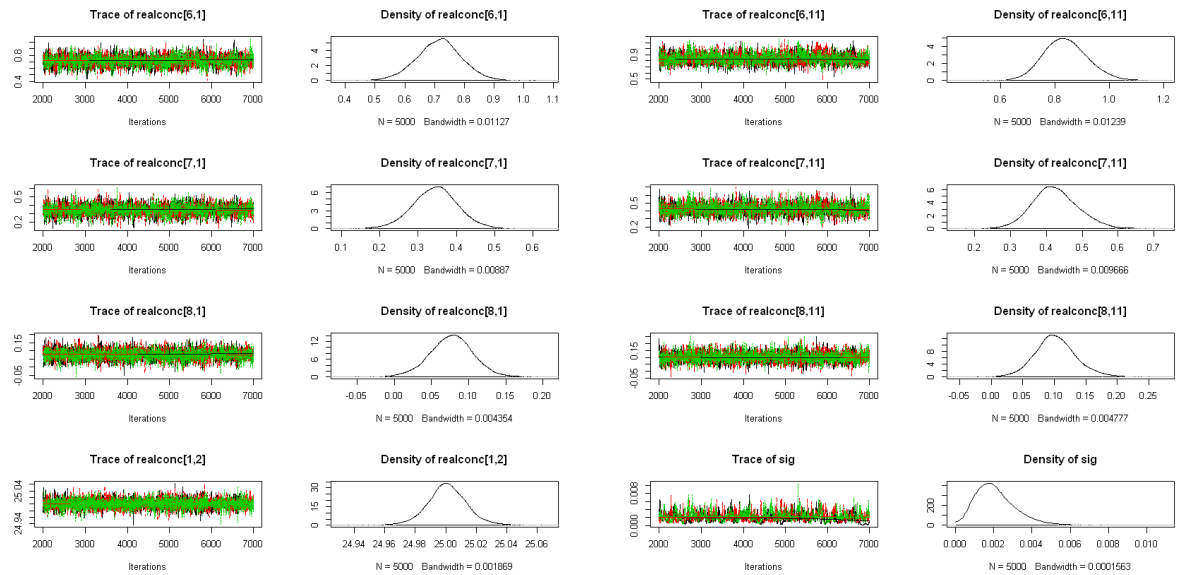 Trace of realconc[6,1]
0.4 0.8
2000 3000 4000 5000 6000 7000
Iterations
Density of realconc[6,1]
0 2 4
0.4 0.5 0.6 0.7 0.8 0.9 1.0 1.1
N = 5000 Bandwidth = 0.01127
Trace of realconc[6,11]
0.5 0.9
2000 3000 4000 5000 6000 7000
Iterations
Density of realconc[6,11]
0 2 4
0.6 0.8 1.0 1.2
N = 5000 Bandwidth = 0.01239
Trace of realconc[7,1]
0.2 0.5
2000 3000 4000 5000 6000 7000
Iterations
Density of realconc[7,1]
0 3 6
0.1 0.2 0.3 0.4 0.5 0.6
N = 5000 Bandwidth = 0.00887
Trace of realconc[7,11]
0.2 0.5
2000 3000 4000 5000 6000 7000
Iterations
Density of realconc[7,11]
0 2 4 6
0.2 0.3 0.4 0.5 0.6 0.7
N = 5000 Bandwidth = 0.009666
Trace of realconc[8,1]
-0.05 0.15
2000 3000 4000 5000 6000 7000
Iterations
Density of realconc[8,1]
0 4 8 12
-0.05 0.00 0.05 0.10 0.15 0.20
N = 5000 Bandwidth = 0.004354
Trace of realconc[8,11]
-0.05 0.15
2000 3000 4000 5000 6000 7000
Iterations
Density of realconc[8,11]
0 4 8
-0.05 0.00 0.05 0.10 0.15 0.20 0.25
N = 5000 Bandwidth = 0.004777
Trace of realconc[1,2]
24.94 25.04
2000 3000 4000 5000 6000 7000
Iterations
Density of realconc[1,2]
0 15 30
24.94 24.96 24.98 25.00 25.02 25.04 25.06
N = 5000 Bandwidth = 0.001869
Trace of sig
0.000 0.008
2000 3000 4000 5000 6000 7000
Iterations
Density of sig
0 200
0.000 0.002 0.004 0.006 0.008 0.010
N = 5000 Bandwidth = 0.0001563